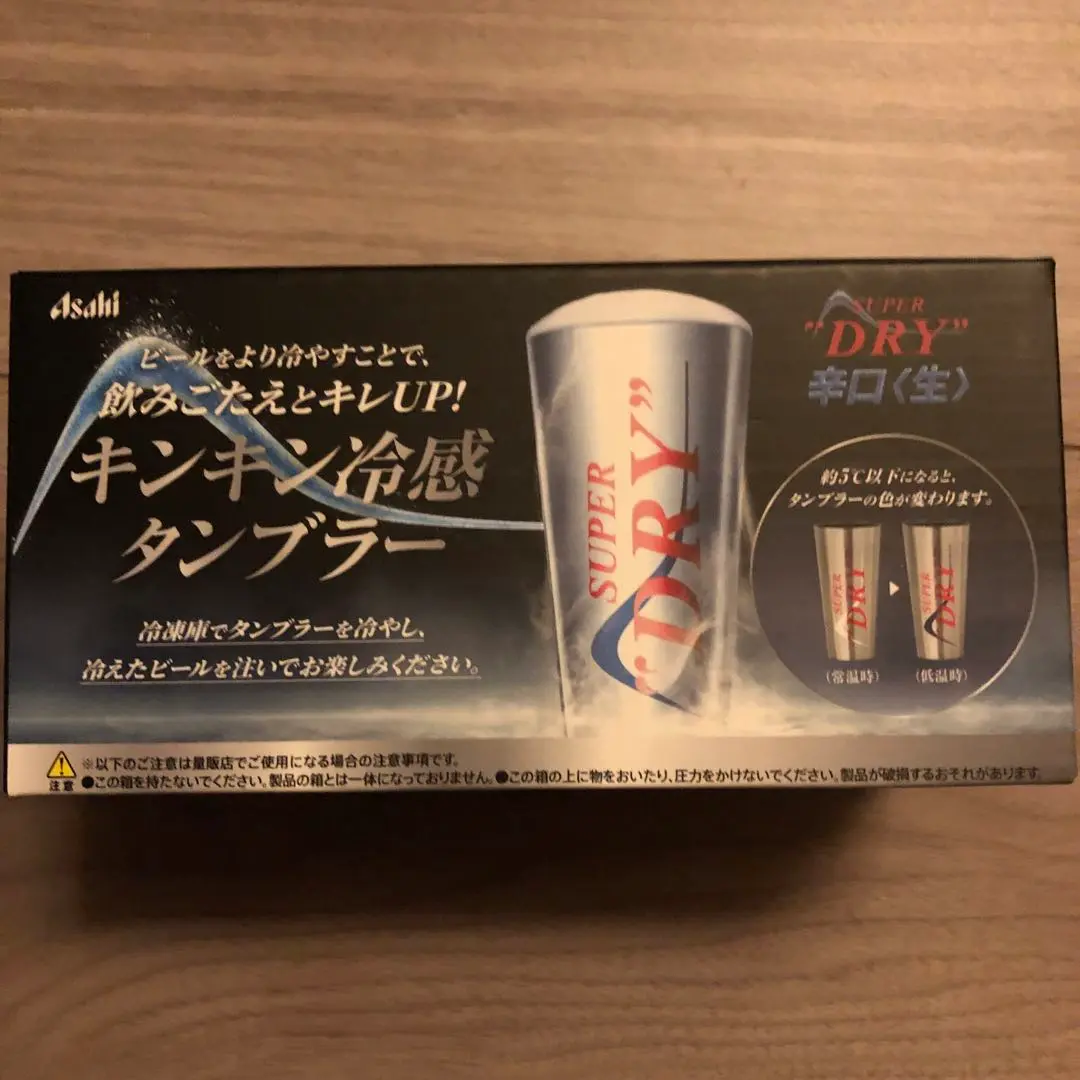 Asahi
ビールをより冷やすことで、
飲みごたえとキレUP!
キンキン冷感
タンブラー
冷凍庫でタンブラーを冷やし、
冷えたビールを注いでお楽しみください。
SUPER
"DRY"
SUPER
"DRY"
辛口〈生〉
約5℃以下になると、
タンブラーの色が変わります。
SUPER
DRY
SUPER
DRY
(常温時)
(低温時)
注意
※以下のご注意は量販店でご使用になる場合の注意事項です。
●この箱を持たないでください。製品の箱とは一体になっておりません。●この箱の上に物をおいたり、圧力をかけないでください。製品が破損するおそれがあります。